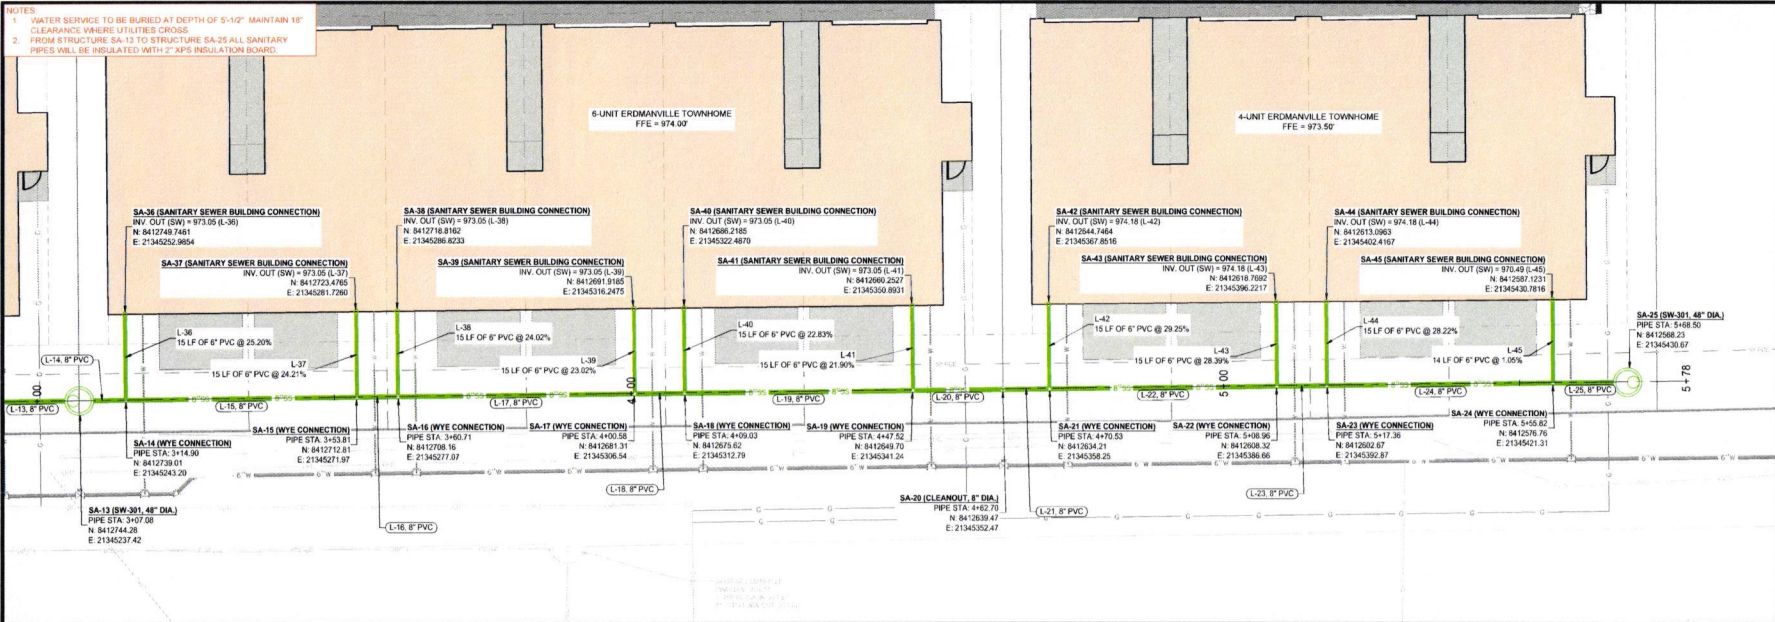 NOTES:
1. WATER SERVICE TO BE BURIED AT DEPTH OF 5'-1/2" MAINTAIN 18"
CLEARANCE WHERE UTILITIES CROSS
2. FROM STRUCTURE SA-13 TO STRUCTURE SA-25 ALL SANITARY
PIPES WILL BE INSULATED WITH 2" XPS INSULATION BOARD.
6-UNIT ERDMANVILLE TOWNHOME
FFE = 974.00'
4-UNIT ERDMANVILLE TOWNHOME
FFE = 973.50'
SA-36 (SANITARY SEWER BUILDING CONNECTION)
INV. OUT (SW) = 973.05 (L-36)
N: 8412749.7461
E: 21345252.9854
SA-37 (SANITARY SEWER BUILDING CONNECTION)
INV. OUT (SW) = 973.05 (L-37)
N: 8412723.4765
E: 21345281.7260
SA-38 (SANITARY SEWER BUILDING CONNECTION)
INV. OUT (SW) = 973.05 (L-38)
N: 8412718.8162
E: 21345286.8233
SA-39 (SANITARY SEWER BUILDING CONNECTION)
INV. OUT (SW) = 973.05 (L-39)
N: 8412691.9185
E: 21345316.2475
SA-40 (SANITARY SEWER BUILDING CONNECTION)
INV. OUT (SW) = 973.05 (L-40)
N: 8412686.2185
E: 21345322.4870
SA-41 (SANITARY SEWER BUILDING CONNECTION)
INV. OUT (SW) = 973.05 (L-41)
N: 8412660.2527
E: 21345350.8931
SA-42 (SANITARY SEWER BUILDING CONNECTION)
INV. OUT (SW) = 974.18 (L-42)
N: 8412644.7464
E: 21345367.8516
SA-43 (SANITARY SEWER BUILDING CONNECTION)
INV. OUT (SW) = 974.18 (L-43)
N: 8412618.7692
E: 21345396.2217
SA-44 (SANITARY SEWER BUILDING CONNECTION)
INV. OUT (SW) = 974.18 (L-44)
N: 8412613.0963
E: 21345402.4167
SA-45 (SANITARY SEWER BUILDING CONNECTION)
INV. OUT (SW) = 970.49 (L-45)
N: 8412587.1231
E: 21345430.7816
SA-25 (SW-301, 48" DIA.)
PIPE STA: 5+68.50
N: 8412568.23
E: 21345430.67
L-36
15 LF OF 6" PVC @ 25.20%
L-37
15 LF OF 6" PVC @ 24.21%
L-38
15 LF OF 6" PVC @ 24.02%
L-39
15 LF OF 6" PVC @ 23.02%
L-40
15 LF OF 6" PVC @ 22.83%
L-41
15 LF OF 6" PVC @ 21.90%
L-42
15 LF OF 6" PVC @ 29.25%
L-43
15 LF OF 6" PVC @ 28.39%
L-44
15 LF OF 6" PVC @ 28.22%
L-45
14 LF OF 6" PVC @ 1.05%
L-14, 8" PVC
L-13, 8" PVC
L-15, 8" PVC
L-17, 8" PVC
4+00
L-19, 8" PVC
L-20, 8" PVC
L-22, 8" PVC
5+00
L-24, 8" PVC
L-25, 8" PVC
5+78
SA-14 (WYE CONNECTION)
PIPE STA: 3+14.90
N: 8412739.01
E: 21345243.20
SA-15 (WYE CONNECTION)
PIPE STA: 3+53.81
N: 8412712.81
E: 21345271.97
SA-16 (WYE CONNECTION)
PIPE STA: 3+60.71
N: 8412708.16
E: 21345277.07
SA-17 (WYE CONNECTION)
PIPE STA: 4+00.58
N: 8412681.31
E: 21345306.54
SA-18 (WYE CONNECTION)
PIPE STA: 4+09.03
N: 8412675.62
E: 21345312.79
SA-19 (WYE CONNECTION)
PIPE STA: 4+47.52
N: 8412649.70
E: 21345341.24
SA-21 (WYE CONNECTION)
PIPE STA: 4+70.53
N: 8412634.21
E: 21345358.25
SA-22 (WYE CONNECTION)
PIPE STA: 5+08.96
N: 8412608.32
E: 21345386.66
SA-23 (WYE CONNECTION)
PIPE STA: 5+17.36
N: 8412602.67
E: 21345392.87
SA-24 (WYE CONNECTION)
PIPE STA: 5+55.82
N: 8412576.76
E: 21345421.31
SA-13 (SW-301, 48" DIA.)
PIPE STA: 3+07.08
N: 8412744.28
E: 21345237.42
L-16, 8" PVC
L-18, 8" PVC
SA-20 (CLEANOUT, 8" DIA.)
PIPE STA: 4+62.70
N: 8412639.47
E: 21345352.47
L-21, 8" PVC
L-23, 8" PVC